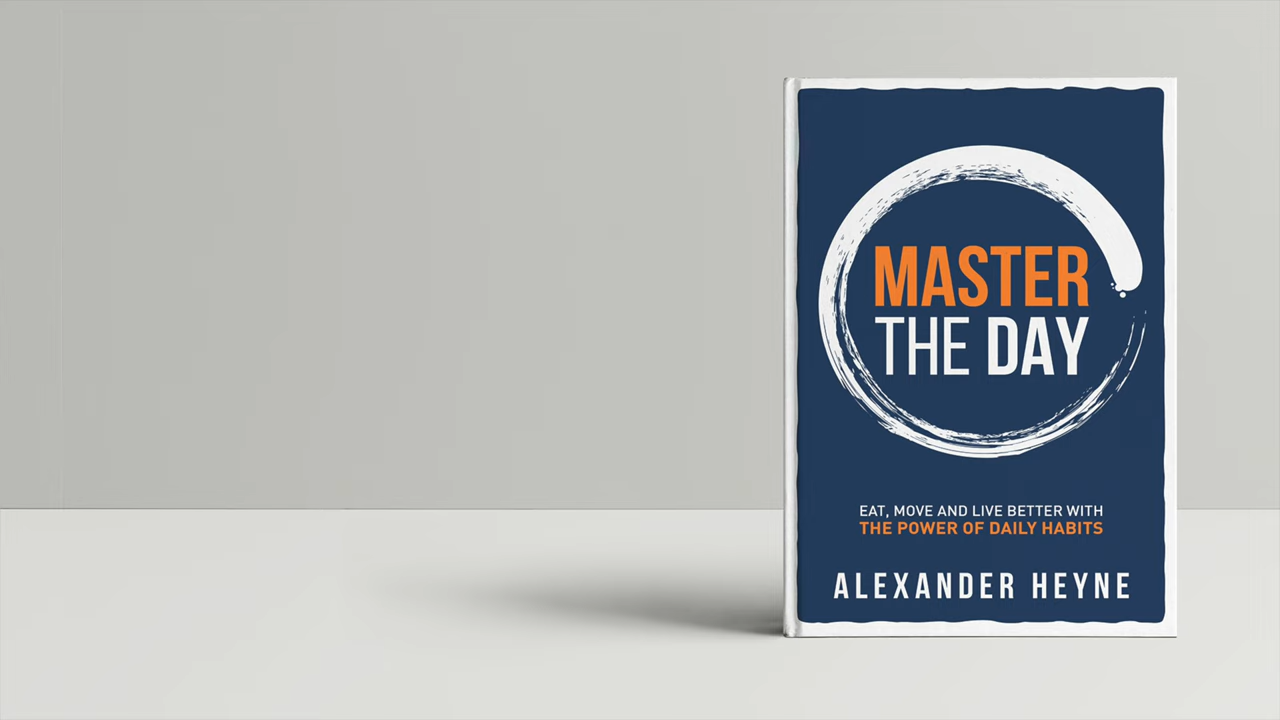 MASTER
THE DAY
EAT, MOVE AND LIVE BETTER WITH
THE POWER OF DAILY HABITS
ALEXANDER HEYNE